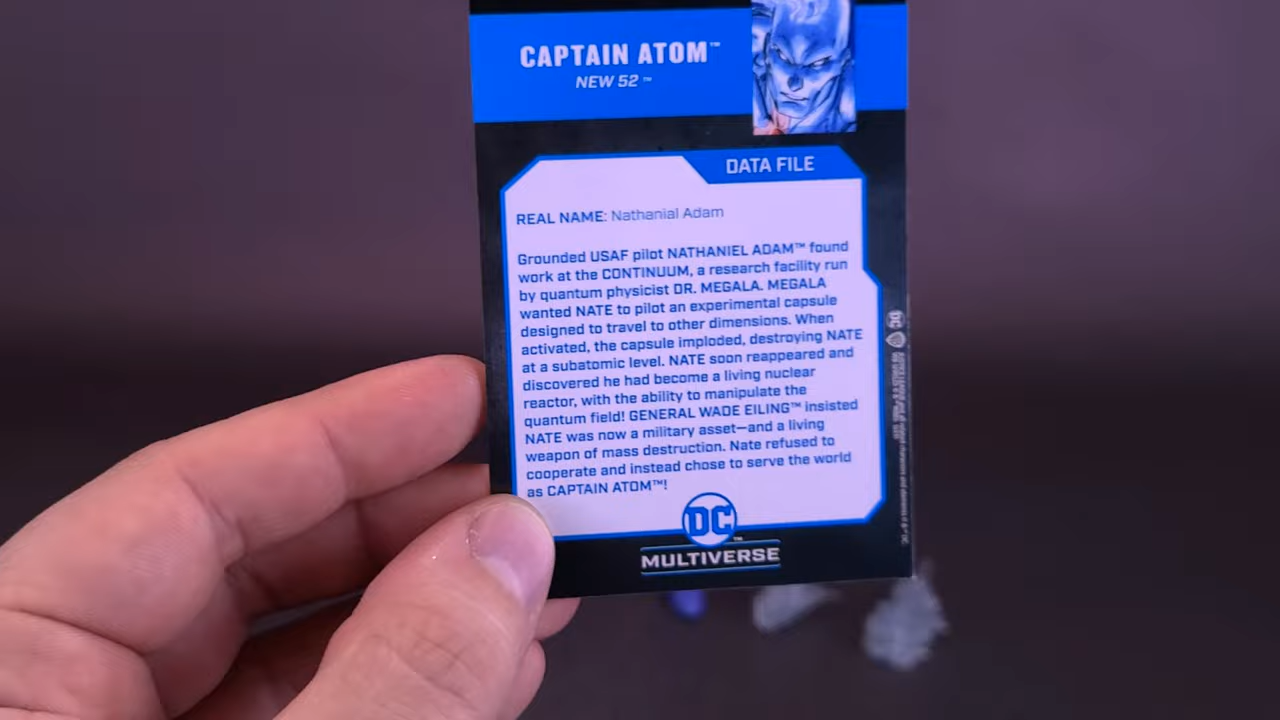 CAPTAIN ATOM™
NEW 52™
DATA FILE
REAL NAME: Nathanial Adam
Grounded USAF pilot NATHANIEL ADAM™ found
work at the CONTINUUM, a research facility run
by quantum physicist DR. MEGALA. MEGALA
wanted NATE to pilot an experimental capsule
designed to travel to other dimensions. When
activated, the capsule imploded, destroying NATE
at a subatomic level. NATE soon reappeared and
discovered he had become a living nuclear
reactor, with the ability to manipulate the
quantum field! GENERAL WADE EILING™ insisted
NATE was now a military asset—and a living
weapon of mass destruction. Nate refused to
cooperate and instead chose to serve the world
as CAPTAIN ATOM™!
DC™
MULTIVERSE
DC